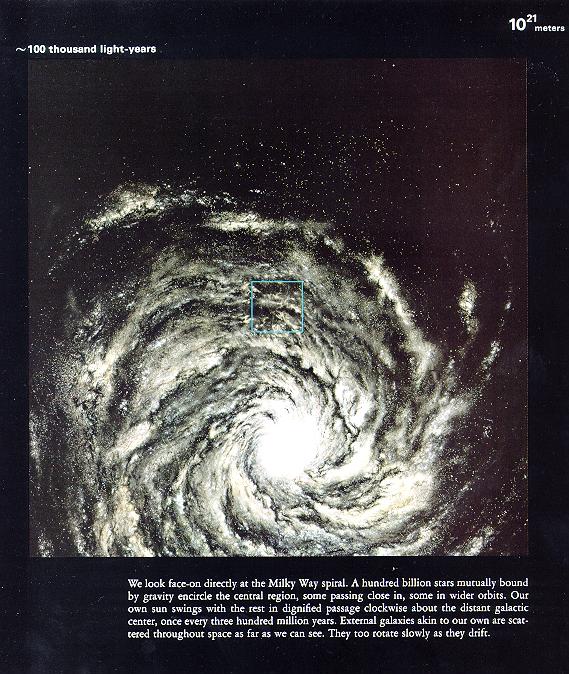 10²¹ meters
~100 thousand light-years
We look face-on directly at the Milky Way spiral. A hundred billion stars mutually bound
by gravity encircle the central region, some passing close in, some in wider orbits. Our
own sun swings with the rest in dignified passage clockwise about the distant galactic
center, once every three hundred million years. External galaxies akin to our own are scat-
tered throughout space as far as we can see. They too rotate slowly as they drift.